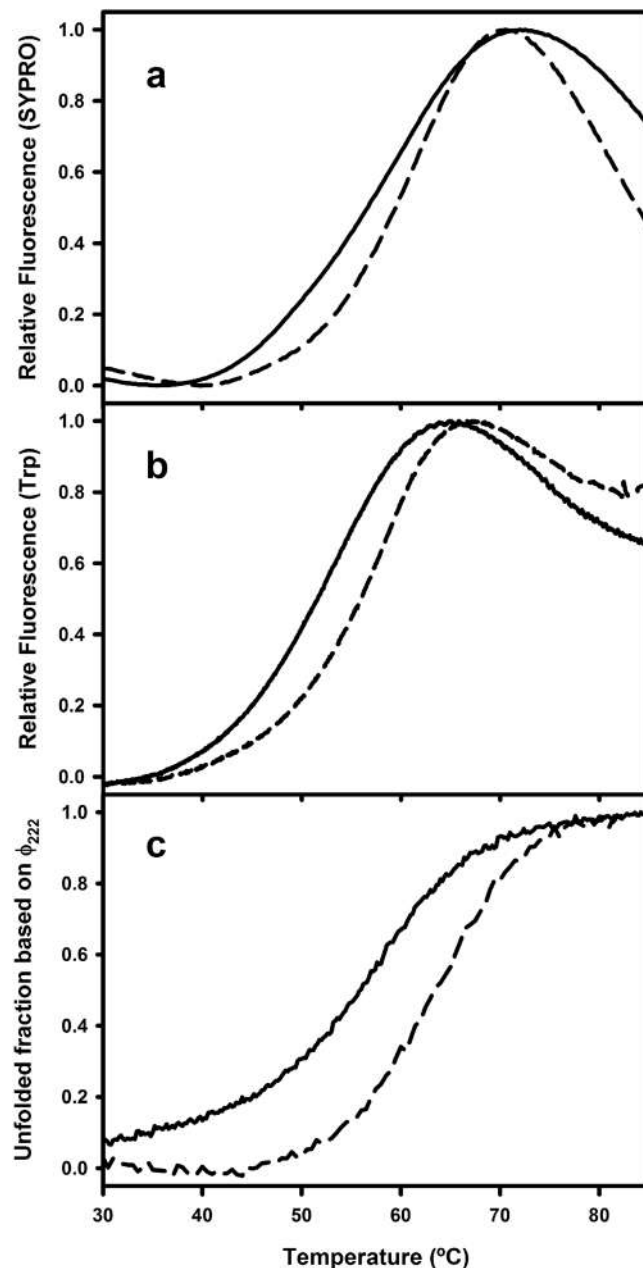 a
Relative Fluorescence (SYPRO)
1.0
0.8
0.6
0.4
0.2
0.0
b
Relative Fluorescence (Trp)
1.0
0.8
0.6
0.4
0.2
0.0
c
Unfolded fraction based on ϕ222
1.0
0.8
0.6
0.4
0.2
0.0
30 40 50 60 70 80
Temperature (ºC)